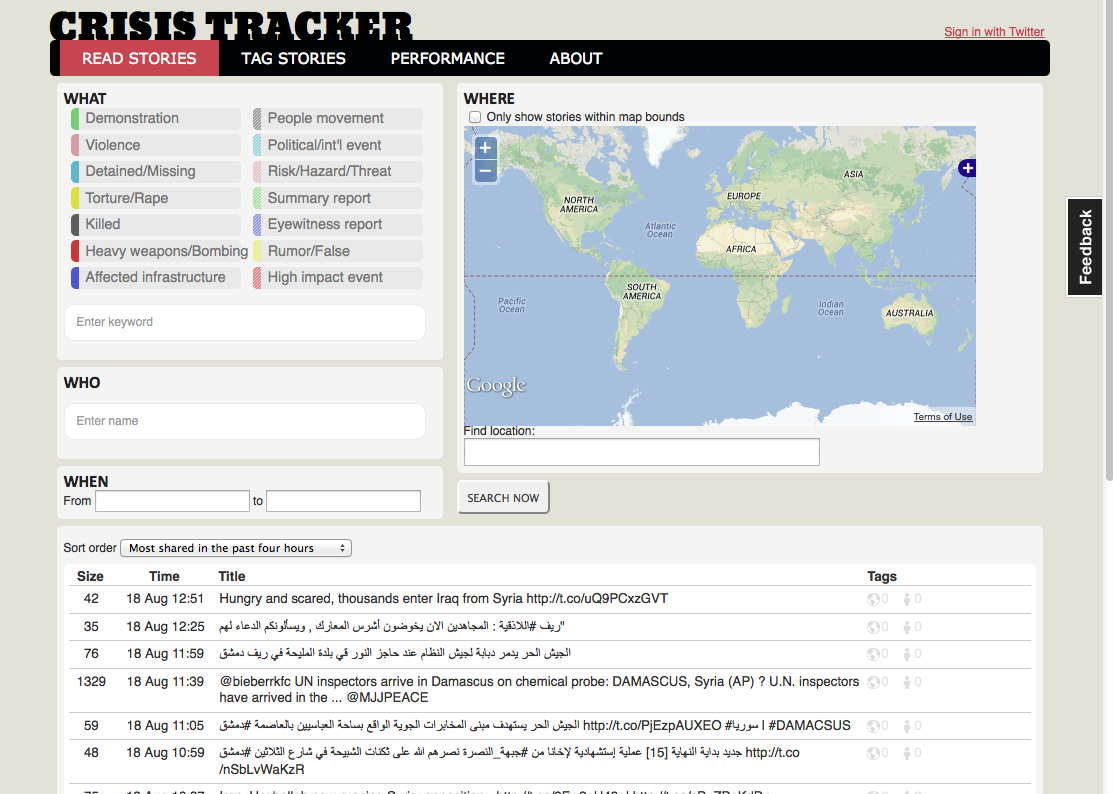 CRISIS TRACKER
Sign in with Twitter
READ STORIES TAG STORIES PERFORMANCE ABOUT
WHAT
Demonstration People movement
Violence Political/int'l event
Detained/Missing Risk/Hazard/Threat
Torture/Rape Summary report
Killed Eyewitness report
Heavy weapons/Bombing Rumor/False
Affected infrastructure High impact event
Enter keyword
WHO
Enter name
WHEN
From to
WHERE
Only show stories within map bounds
+
−
+
ASIA
EUROPE
NORTH
AMERICA
Atlantic
Ocean
AFRICA
SOUTH
AMERICA
Pacific
Ocean
Indian
Ocean
AUSTRALIA
Google
Terms of Use
Find location:
SEARCH NOW
Feedback
Sort order Most shared in the past four hours
Size Time Title Tags
42 18 Aug 12:51 Hungry and scared, thousands enter Iraq from Syria http://t.co/uQ9PCxzGVT 0 0
35 18 Aug 12:25 ريف #اللاذقية : المجاهدين الان يخوضون أشرس المعارك , ويسألونكم الدعاء لهم" 0 0
76 18 Aug 11:59 الجيش الحر يدمر دبابة لجيش النظام عند حاجز النور في بلدة المليحة في ريف دمشق 0 0
1329 18 Aug 11:39 @bieberrkfc UN inspectors arrive in Damascus on chemical probe: DAMASCUS, Syria (AP) ? U.N. inspectors 0 0
have arrived in the ... @MJJPEACE
59 18 Aug 11:05 الجيش الحر يستهدف مبنى المخابرات الجوية الواقع بساحة العباسيين بالعاصمة #دمشق http://t.co/PjEzpAUXEO #سوريا | #DAMACSUS 0 0
48 18 Aug 10:59 جديد بداية النهاية [15] عملية إستشهادية لإخانا من #جبهة_النصرة نصرهم الله على ثكنات الشبيحة في شارع الثلاثين #دمشق http://t.co 0 0
/nSbLvWaKzR